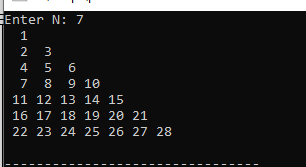 Enter N: 7
1
2 3
4 5 6
7 8 9 10
11 12 13 14 15
16 17 18 19 20 21
22 23 24 25 26 27 28
--------------------------------